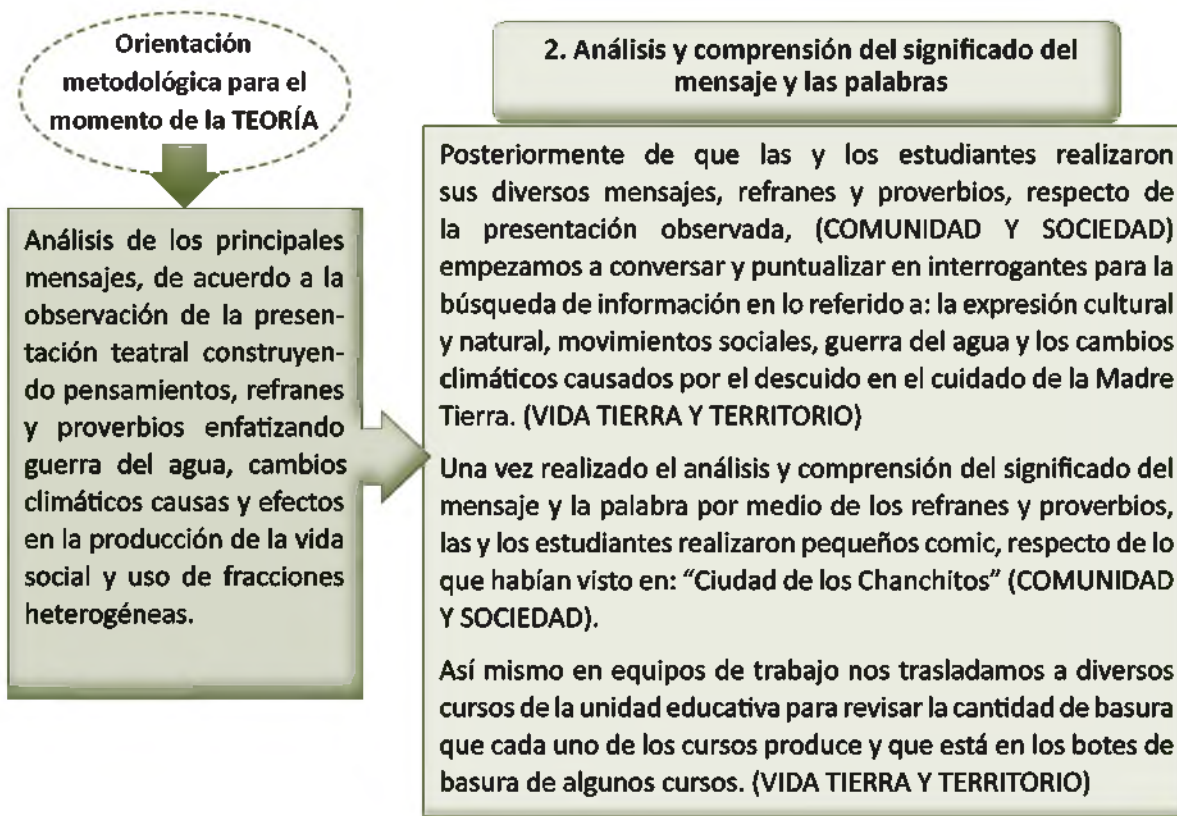 Orientación
metodológica para el
momento de la TEORÍA
Análisis de los principales
mensajes, de acuerdo a la
observación de la presen-
tación teatral construyen-
do pensamientos, refranes
y proverbios enfatizando
guerra del agua, cambios
climáticos causas y efectos
en la producción de la vida
social y uso de fracciones
heterogéneas.
2. Análisis y comprensión del significado del
mensaje y las palabras
Posteriormente de que las y los estudiantes realizaron
sus diversos mensajes, refranes y proverbios, respecto de
la presentación observada, (COMUNIDAD Y SOCIEDAD)
empezamos a conversar y puntualizar en interrogantes para la
búsqueda de información en lo referido a: la expresión cultural
y natural, movimientos sociales, guerra del agua y los cambios
climáticos causados por el descuido en el cuidado de la Madre
Tierra. (VIDA TIERRA Y TERRITORIO)
Una vez realizado el análisis y comprensión del significado del
mensaje y la palabra por medio de los refranes y proverbios,
las y los estudiantes realizaron pequeños comic, respecto de lo
que habían visto en: “Ciudad de los Chanchitos” (COMUNIDAD
Y SOCIEDAD).
Así mismo en equipos de trabajo nos trasladamos a diversos
cursos de la unidad educativa para revisar la cantidad de basura
que cada uno de los cursos produce y que está en los botes de
basura de algunos cursos. (VIDA TIERRA Y TERRITORIO)